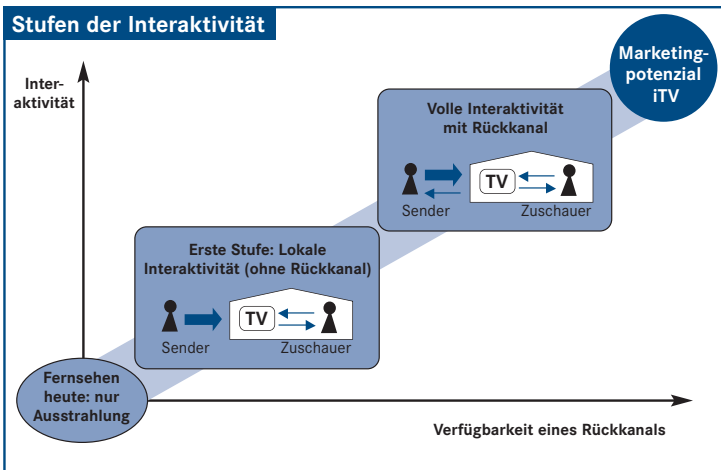 Stufen der Interaktivität
Marketing-
potenzial
iTV
Inter-
aktivität
Volle Interaktivität
mit Rückkanal
TV
Sender
Zuschauer
Erste Stufe: Lokale
Interaktivität (ohne Rückkanal)
TV
Sender
Zuschauer
Fernsehen
heute: nur
Ausstrahlung
Verfügbarkeit eines Rückkanals